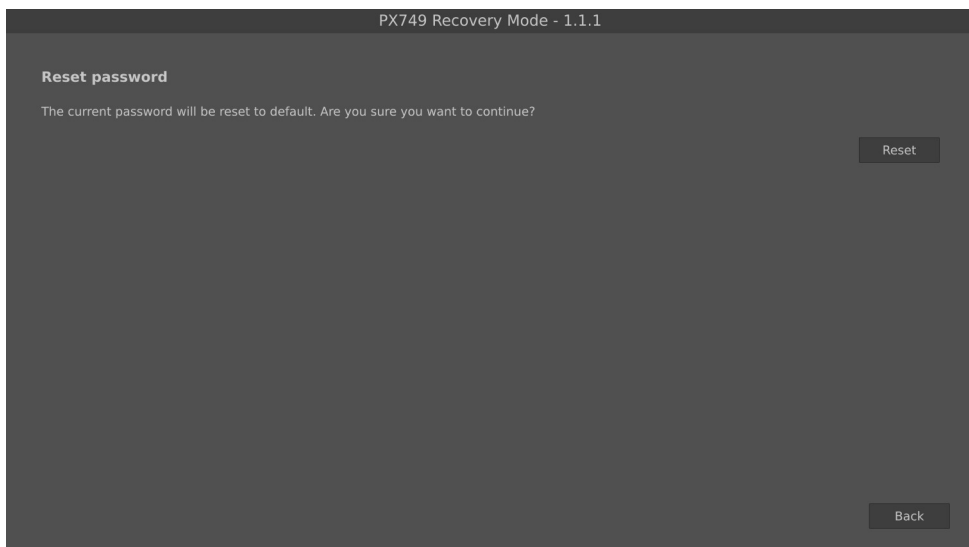 PX749 Recovery Mode - 1.1.1
Reset password
The current password will be reset to default. Are you sure you want to continue?
Reset
Back